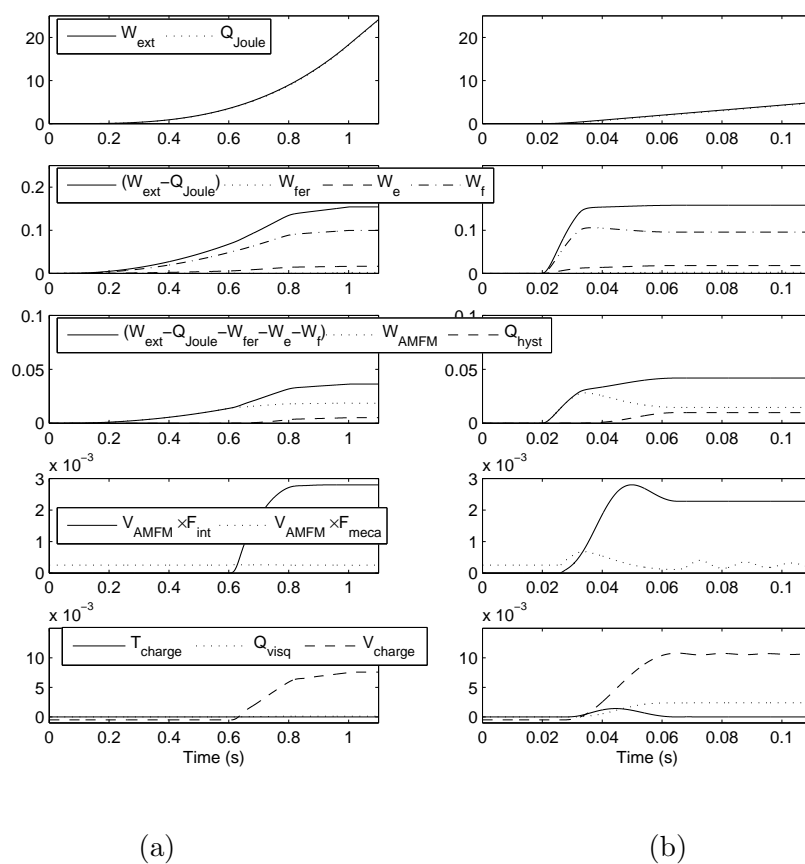 W_ext Q_Joule
20
10
0
0 0.2 0.4 0.6 0.8 1
20
10
0
0 0.02 0.04 0.06 0.08 0.1
(W_ext−Q_Joule) W_fer W_e W_f
0.2
0.1
0
0 0.2 0.4 0.6 0.8 1
0.2
0.1
0
0 0.02 0.04 0.06 0.08 0.1
(W_ext−Q_Joule−W_fer−W_e−W_f) W_AMFM Q_hyst
0.1
0.05
0
0 0.2 0.4 0.6 0.8 1
0.1
0.05
0
0 0.02 0.04 0.06 0.08 0.1
x 10^−3
3
2
1
0
V_AMFM ×F_int V_AMFM ×F_meca
0 0.2 0.4 0.6 0.8 1
x 10^−3
3
2
1
0
0 0.02 0.04 0.06 0.08 0.1
x 10^−3
T_charge Q_visq V_charge
10
5
0
0 0.2 0.4 0.6 0.8 1
Time (s)
x 10^−3
10
5
0
0 0.02 0.04 0.06 0.08 0.1
Time (s)
(a)
(b)